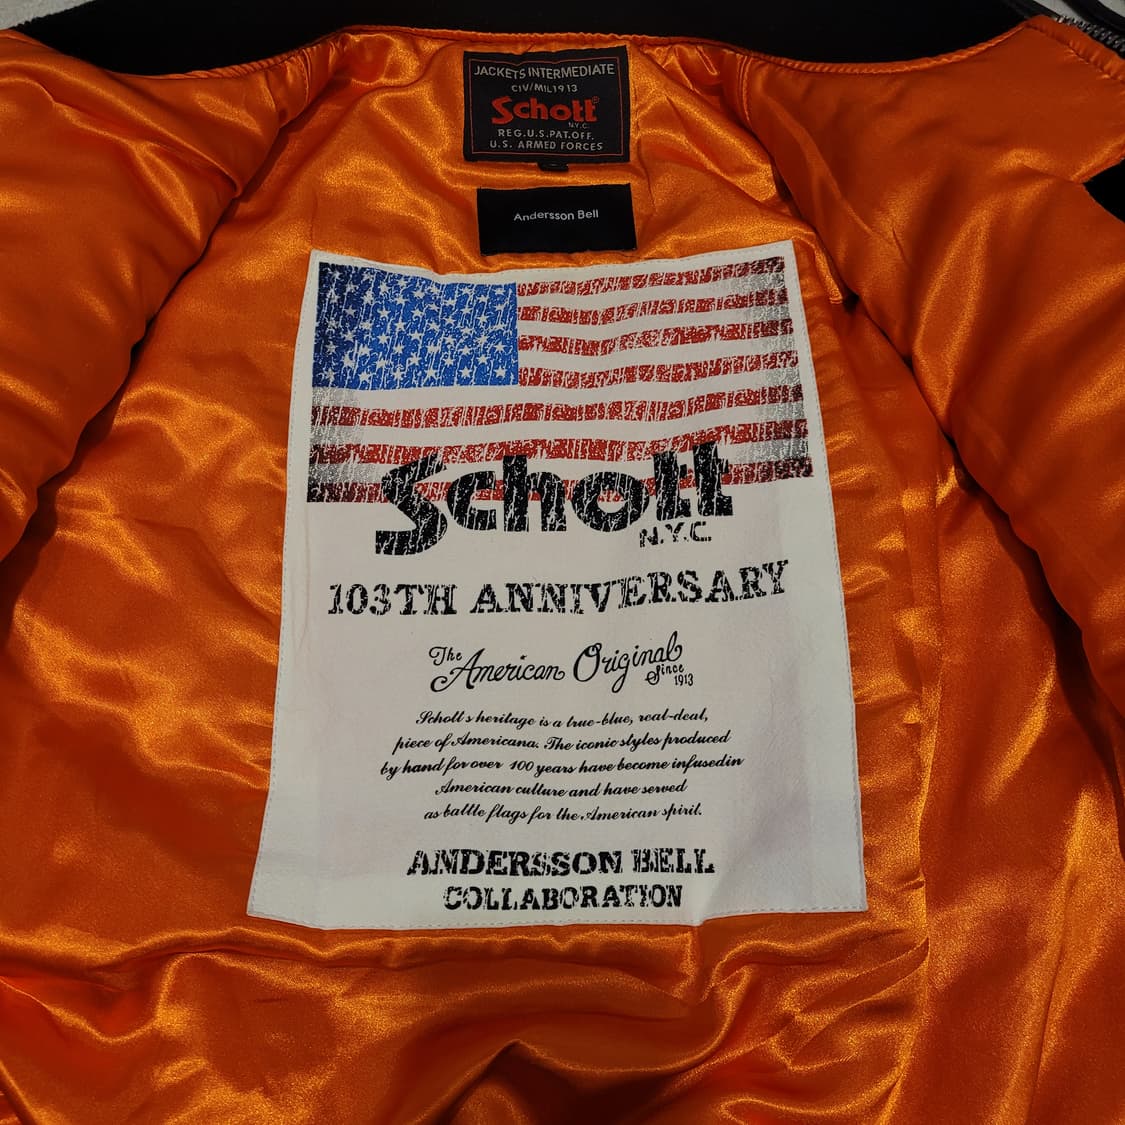 JACKETS INTERMEDIATE
CIV/MIL1913
Schott®
N.Y.C.
REG.U.S.PAT.OFF.
U.S. ARMED FORCES
Andersson Bell
Schott
N.Y.C
103TH ANNIVERSARY
The American Original
Since 1913
Schott's heritage is a true-blue, real-deal,
piece of Americana. The iconic styles produced
by hand for over 100 years have become infusedin
American culture and have served
as battle flags for the American spirit.
ANDERSSON BELL
COLLABORATION